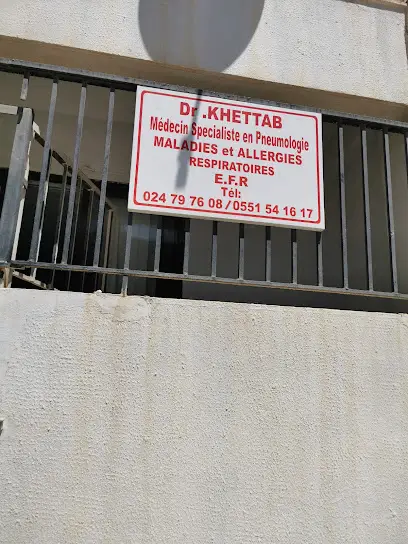 Dr .KHETTAB
Médecin Specialiste en Pneumologie
MALADIES et ALLERGIES
RESPIRATOIRES
E.F.R
Tél:
024 79 76 08 / 0551 54 16 17